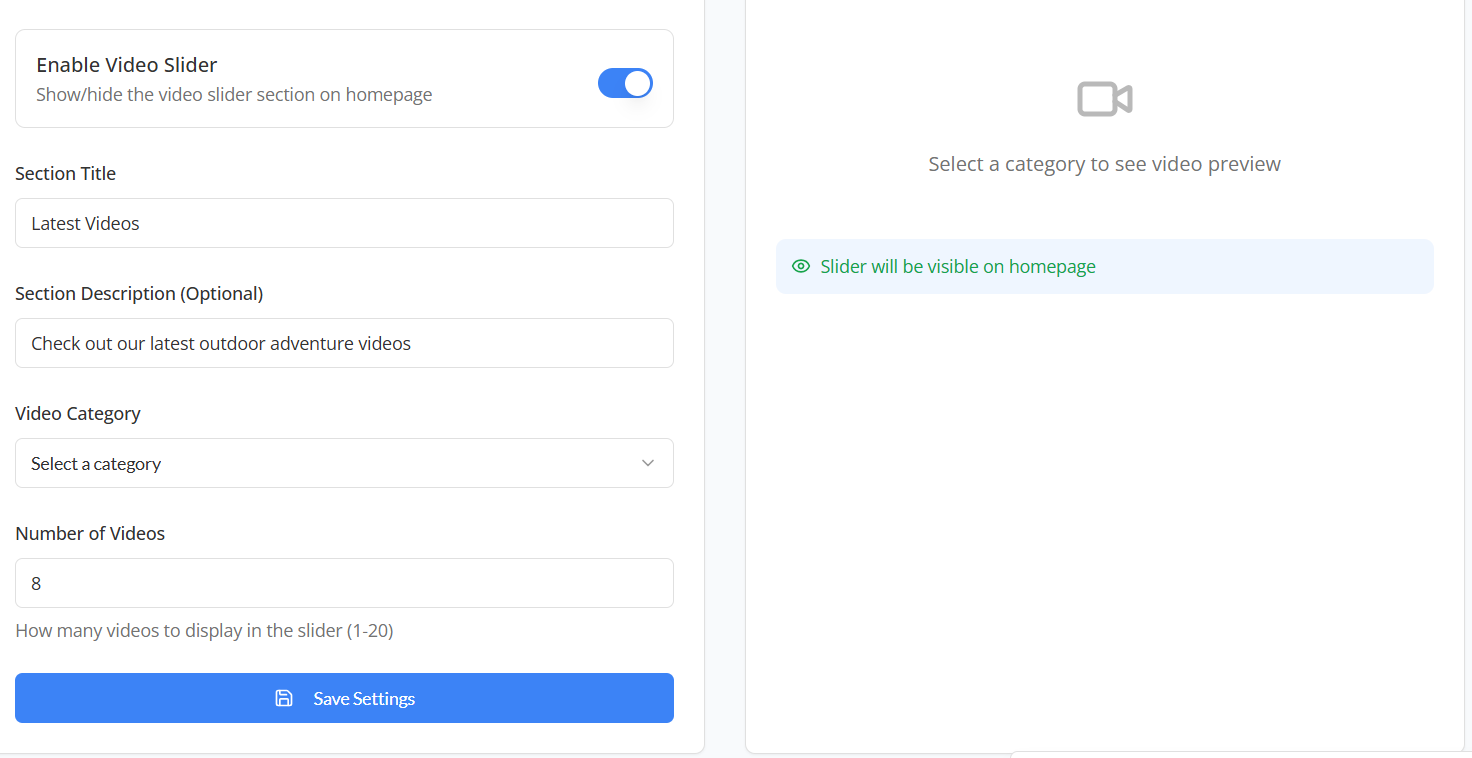 Enable Video Slider
Show/hide the video slider section on homepage
Section Title
Latest Videos
Section Description (Optional)
Check out our latest outdoor adventure videos
Video Category
Select a category
Number of Videos
8
How many videos to display in the slider (1-20)
Save Settings
Select a category to see video preview
Slider will be visible on homepage